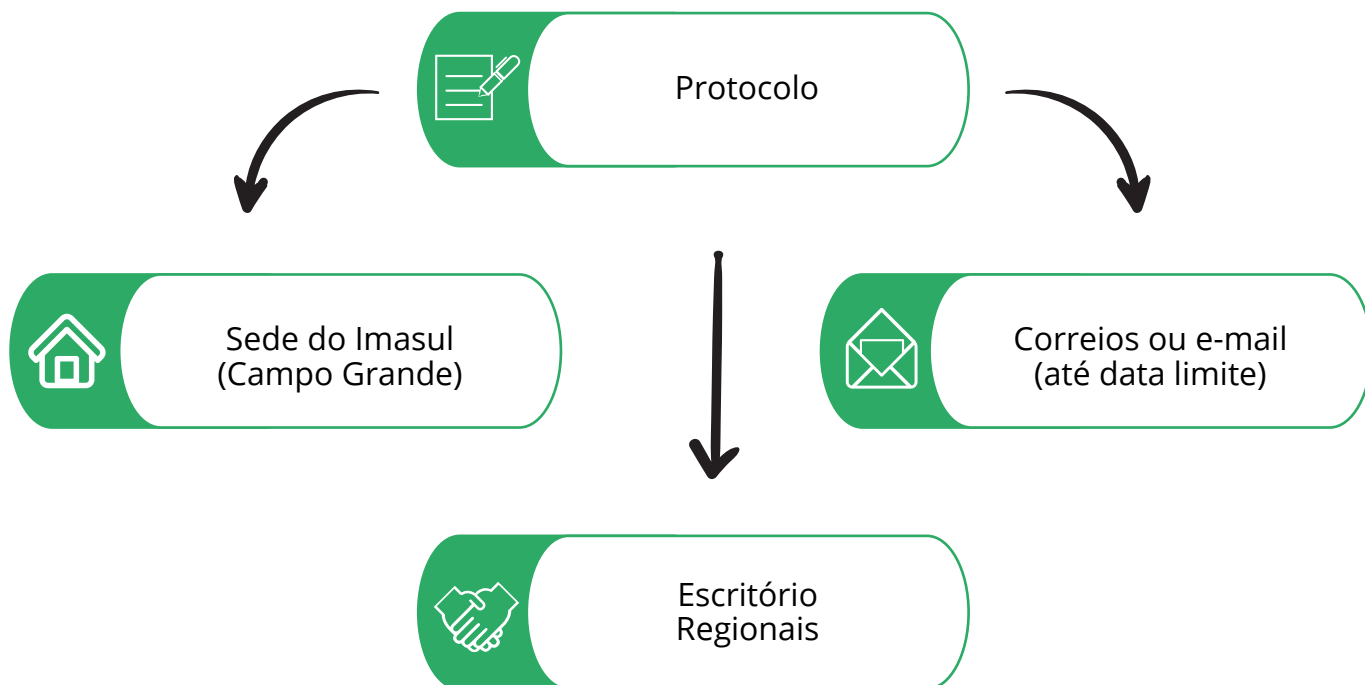 Protocolo
Sede do Imasul
(Campo Grande)
Correios ou e-mail
(até data limite)
Escritório
Regionais